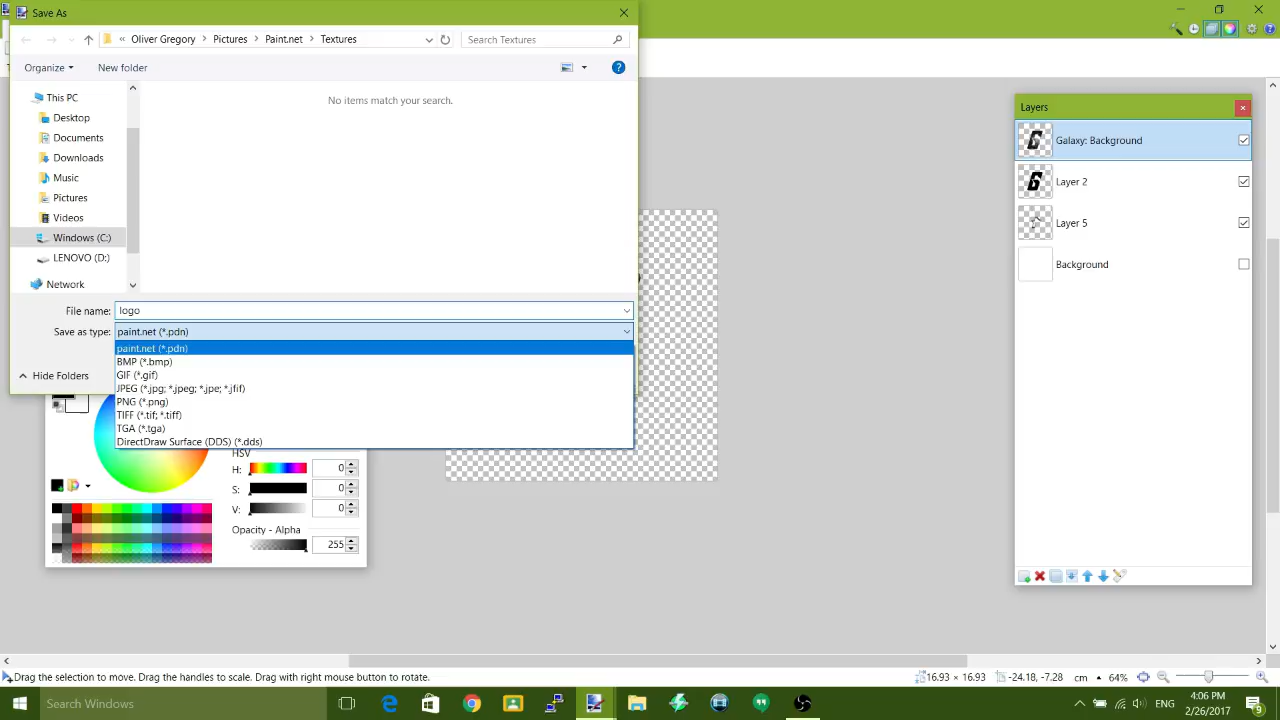 Save As
Oliver Gregory
Pictures
Paint.net
Textures
Search Textures
Organize
New folder
This PC
Desktop
Documents
Downloads
Music
Pictures
Videos
Windows (C:)
LENOVO (D:)
Network
No items match your search.
File name: logo
Save as type: paint.net (*.pdn)
paint.net (*.pdn)
BMP (*.bmp)
GIF (*.gif)
JPEG (*.jpg; *.jpeg; *.jpe; *.jfif)
PNG (*.png)
TIFF (*.tif; *.tiff)
TGA (*.tga)
DirectDraw Surface (DDS) (*.dds)
Hide Folders
HSV
H: 0
S: 0
V: 0
Opacity - Alpha
255
Layers
Galaxy: Background
Layer 2
Layer 5
Background
Drag the selection to move. Drag the handles to scale. Drag with right mouse button to rotate.
16.93 × 16.93
-24.18, -7.28
cm
64%
Search Windows
ENG
4:06 PM
2/26/2017
9